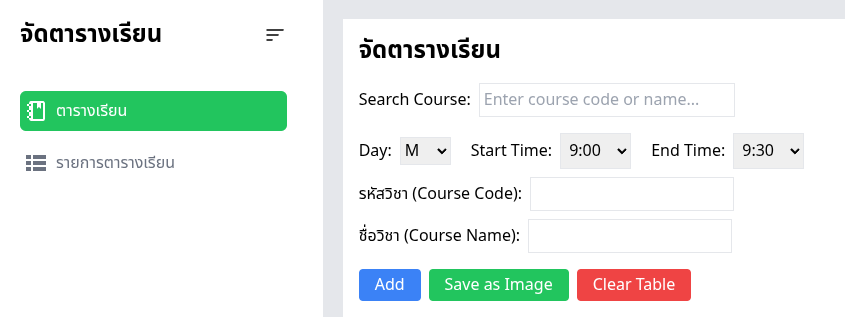 จัดตารางเรียน
ตารางเรียน
รายการตารางเรียน
จัดตารางเรียน
Search Course: Enter course code or name...
Day: M Start Time: 9:00 End Time: 9:30
รหัสวิชา (Course Code):
ชื่อวิชา (Course Name):
Add Save as Image Clear Table